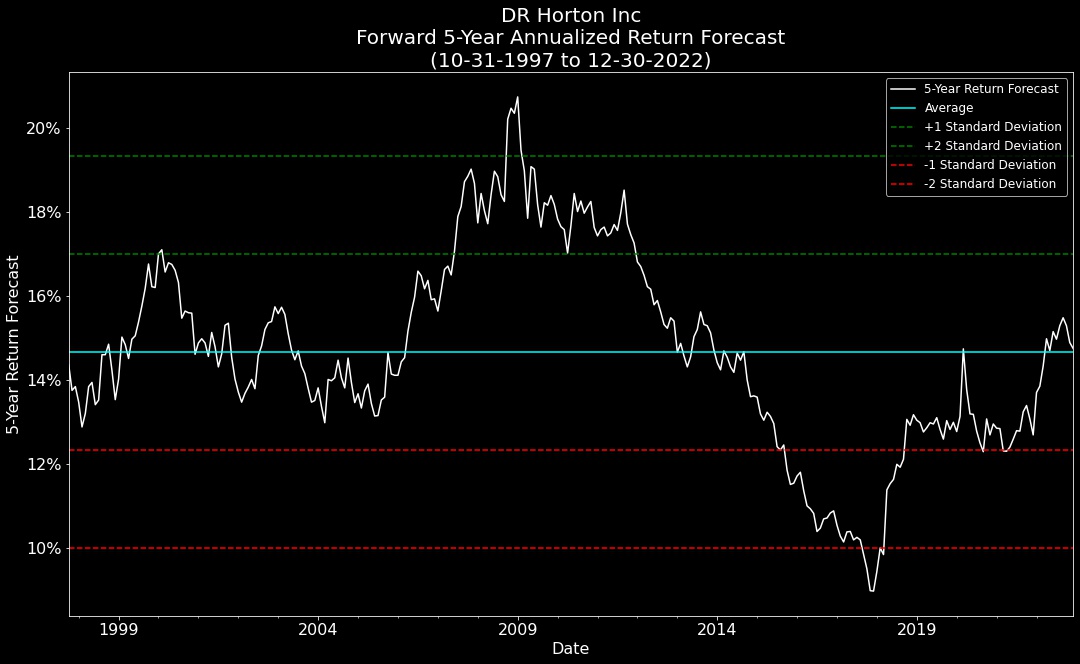 DR Horton Inc
Forward 5-Year Annualized Return Forecast
(10-31-1997 to 12-30-2022)
5-Year Return Forecast
Average
+1 Standard Deviation
+2 Standard Deviation
-1 Standard Deviation
-2 Standard Deviation
5-Year Return Forecast
20%
18%
16%
14%
12%
10%
1999
2004
2009
2014
2019
Date